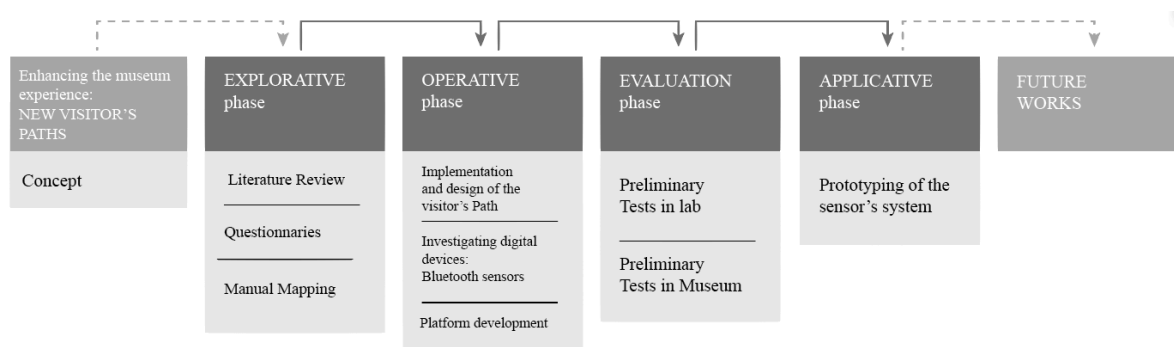 Enhancing the museum
experience:
NEW VISITOR'S
PATHS
Concept
EXPLORATIVE
phase
Literature Review
Questionnaries
Manual Mapping
OPERATIVE
phase
Implementation
and design of the
visitor's Path
Investigating digital
devices:
Bluetooth sensors
Platform development
EVALUATION
phase
Preliminary
Tests in lab
Preliminary
Tests in Museum
APPLICATIVE
phase
Prototyping of the
sensor's system
FUTURE
WORKS